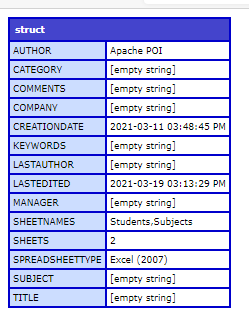 struct
AUTHOR Apache POI
CATEGORY [empty string]
COMMENTS [empty string]
COMPANY [empty string]
CREATIONDATE 2021-03-11 03:48:45 PM
KEYWORDS [empty string]
LASTAUTHOR [empty string]
LASTEDITED 2021-03-19 03:13:29 PM
MANAGER [empty string]
SHEETNAMES Students,Subjects
SHEETS 2
SPREADSHEETTYPE Excel (2007)
SUBJECT [empty string]
TITLE [empty string]